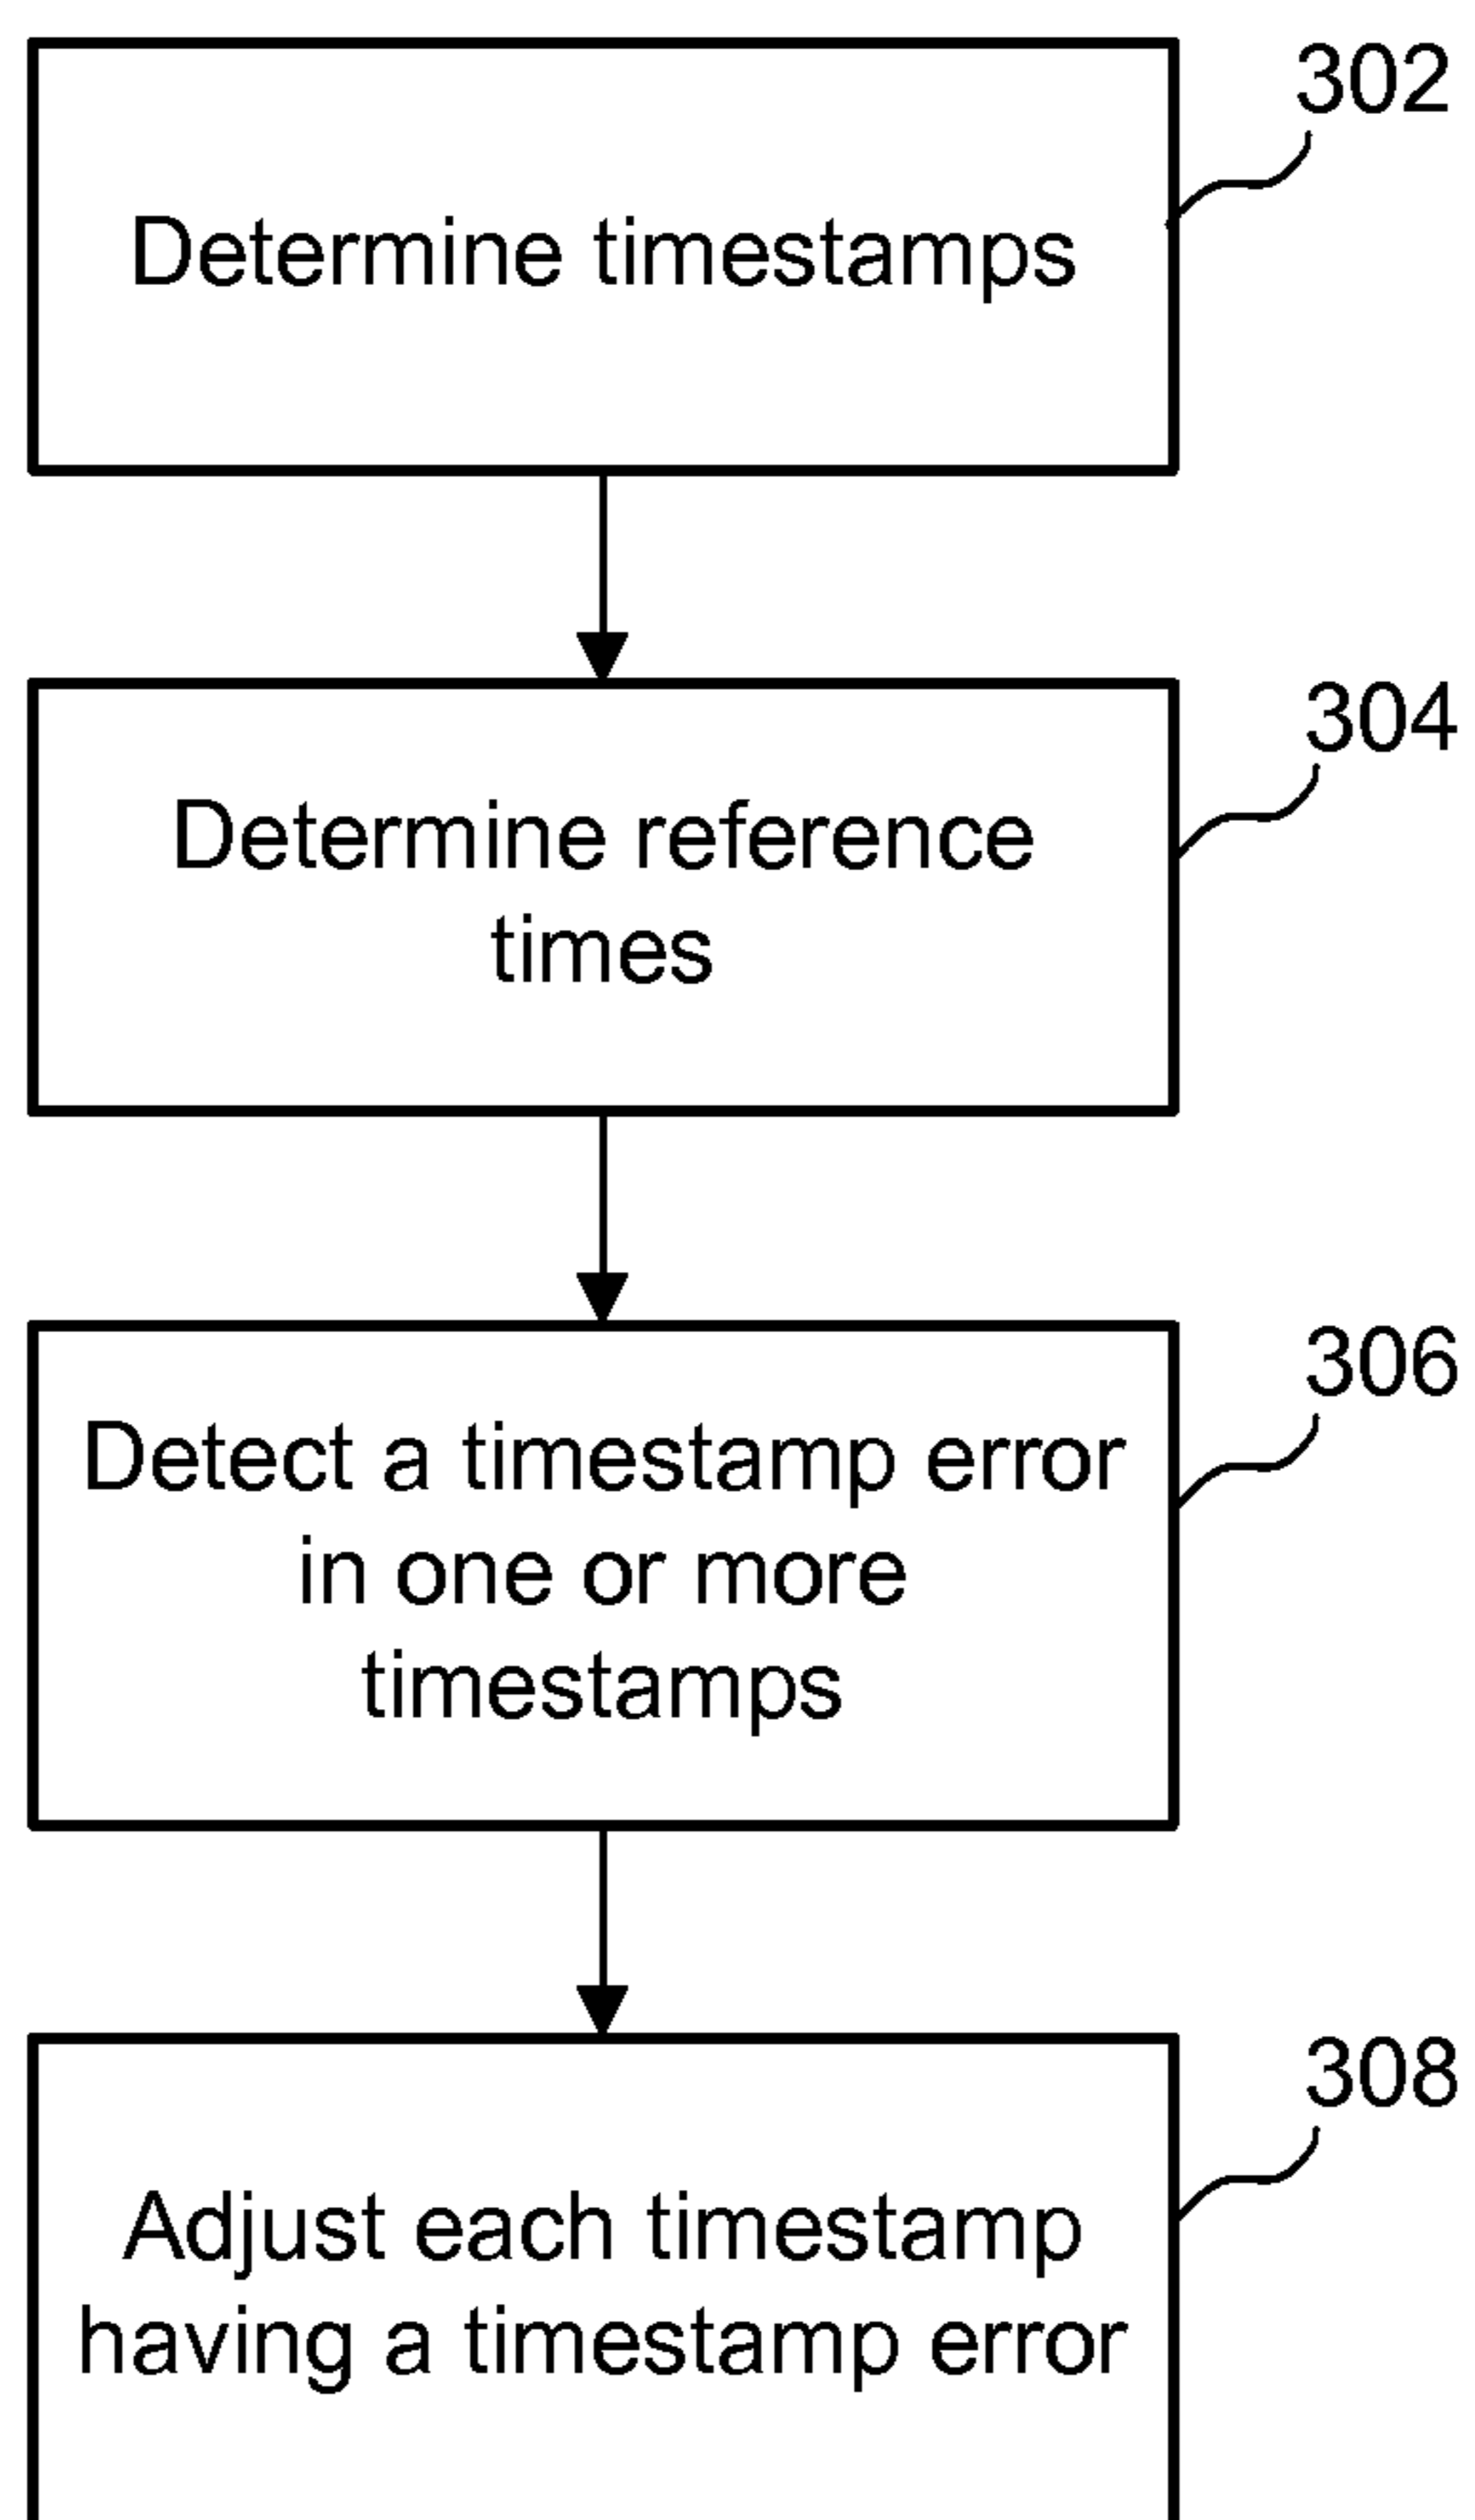 302
Determine timestamps
304
Determine reference
times
306
Detect a timestamp error
in one or more
timestamps
308
Adjust each timestamp
having a timestamp error